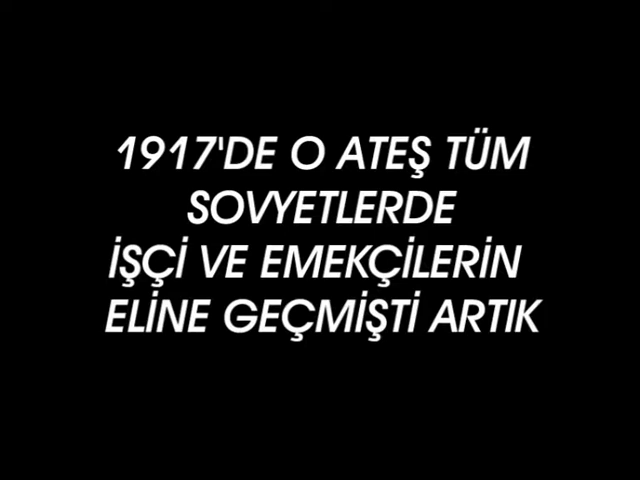 1917'DE O ATEŞ TÜM
SOVYETLERDE
İŞÇİ VE EMEKÇİLERİN
ELİNE GEÇMİŞTİ ARTIK